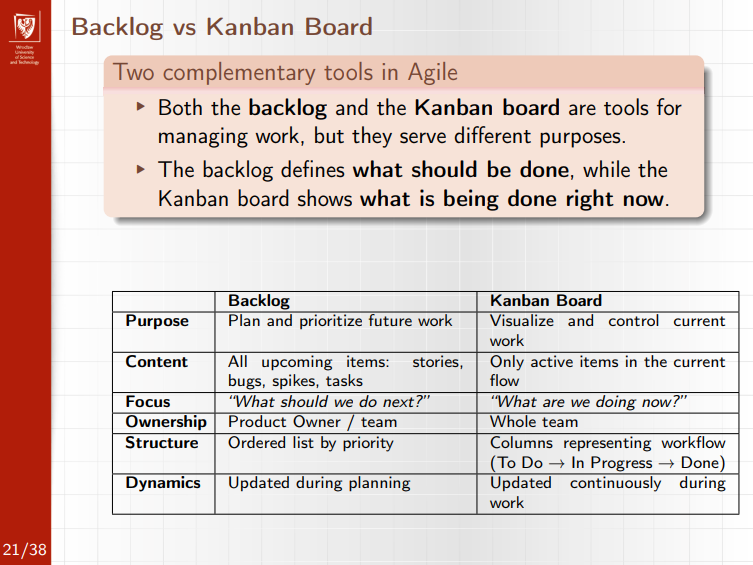 Backlog vs Kanban Board
Wrocław
University
of Science
and Technology
Two complementary tools in Agile
Both the backlog and the Kanban board are tools for
managing work, but they serve different purposes.
The backlog defines what should be done, while the
Kanban board shows what is being done right now.
Backlog Kanban Board
Purpose Plan and prioritize future work Visualize and control current
work
Content All upcoming items: stories, Only active items in the current
bugs, spikes, tasks flow
Focus “What should we do next?” “What are we doing now?”
Ownership Product Owner / team Whole team
Structure Ordered list by priority Columns representing workflow
(To Do → In Progress → Done)
Dynamics Updated during planning Updated continuously during
work
21/38